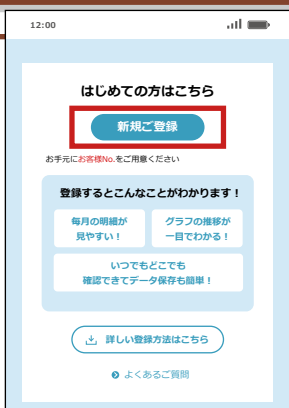 12:00
はじめての方はこちら
新規ご登録
お手元にお客様No.をご用意ください
登録するとこんなことがわかります！
毎月の明細が
見やすい！
グラフの推移が
一目でわかる！
いつでもどこでも
確認できてデータ保存も簡単！
詳しい登録方法はこちら
よくあるご質問